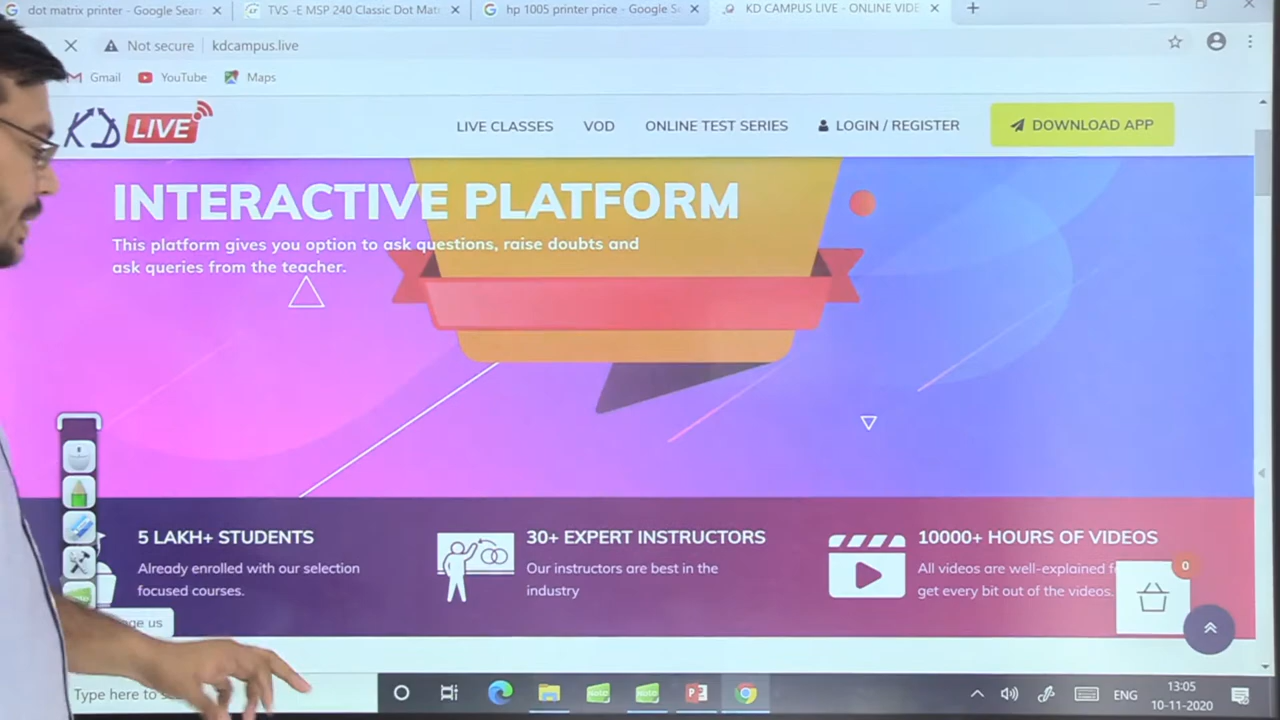 dot matrix printer - Google Sear
TVS -E MSP 240 Classic Dot Mat
hp 1005 printer price - Google S
KD CAMPUS LIVE - ONLINE VIDE
Not secure
kdcampus.live
Gmail
YouTube
Maps
KD LIVE
LIVE CLASSES
VOD
ONLINE TEST SERIES
LOGIN / REGISTER
DOWNLOAD APP
INTERACTIVE PLATFORM
This platform gives you option to ask questions, raise doubts and
ask queries from the teacher.
5 LAKH+ STUDENTS
Already enrolled with our selection
focused courses.
30+ EXPERT INSTRUCTORS
Our instructors are best in the
industry
10000+ HOURS OF VIDEOS
All videos are well-explained
get every bit out of the videos.
0
us
Type here to
ENG
13:05
10-11-2020